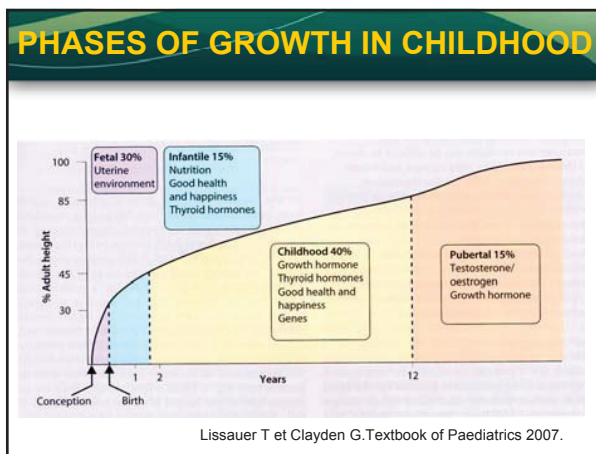 PHASES OF GROWTH IN CHILDHOOD
Fetal 30%
Uterine
environment
Infantile 15%
Nutrition
Good health
and happiness
Thyroid hormones
Childhood 40%
Growth hormone
Thyroid hormones
Good health and
happiness
Genes
Pubertal 15%
Testosterone/
oestrogen
Growth hormone
% Adult height
100
85
45
30
1 2 Years 12
Conception Birth
Lissauer T et Clayden G.Textbook of Paediatrics 2007.